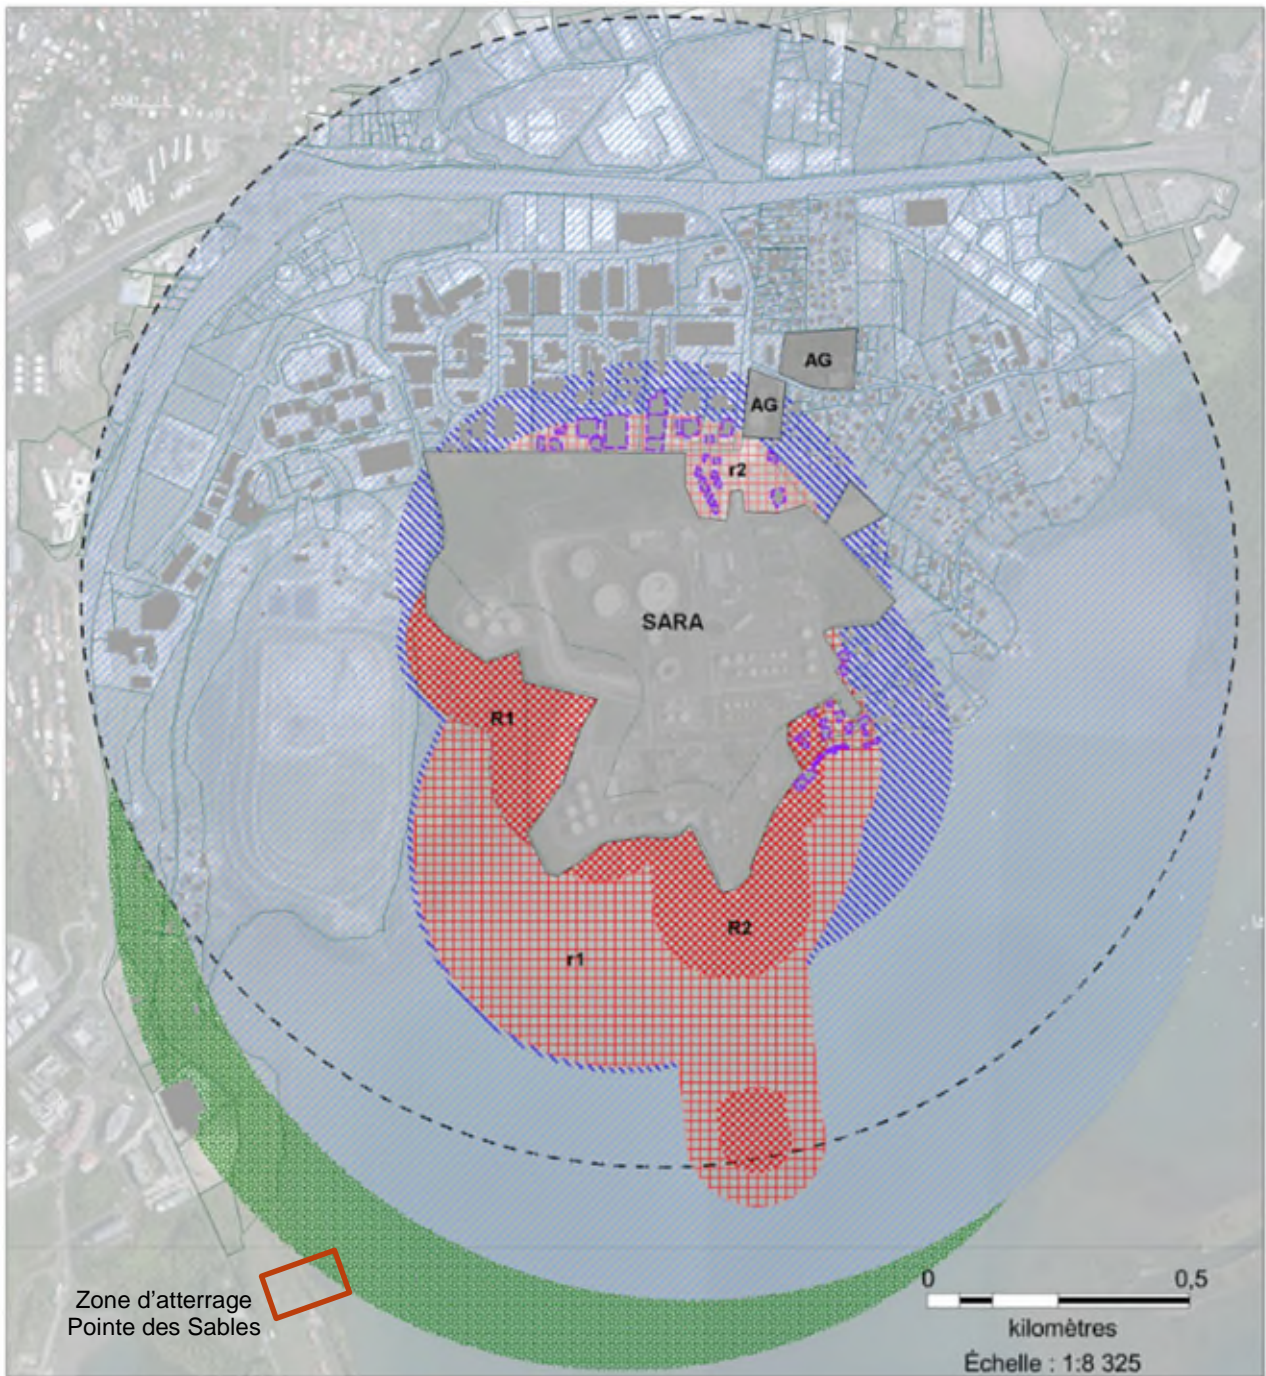 AG
AG
r2
SARA
R1
R2
r1
Zone d'atterrage
Pointe des Sables
0 0,5
kilomètres
Échelle : 1:8 325